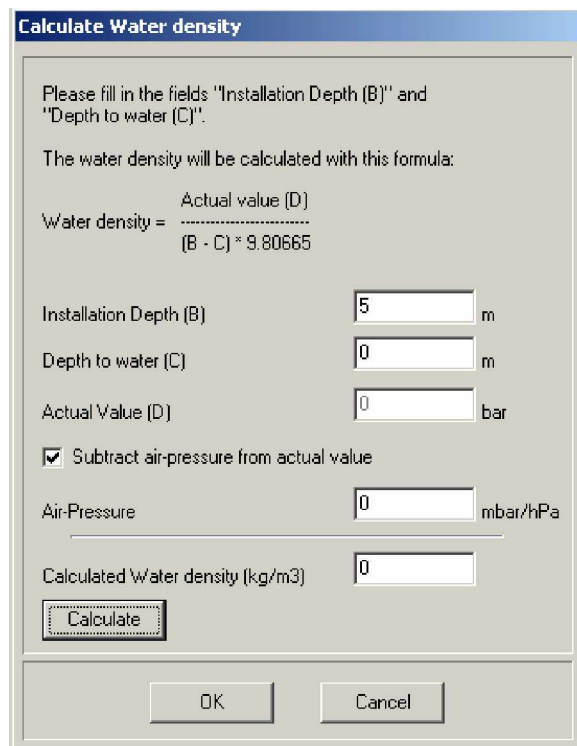 Calculate Water density
Please fill in the fields "Installation Depth (B)" and
"Depth to water (C)".
The water density will be calculated with this formula:
Actual value (D)
Water density = -------------------------
(B - C) * 9.80665
Installation Depth (B) 5 m
Depth to water (C) 0 m
Actual Value (D) 0 bar
Subtract air-pressure from actual value
Air-Pressure 0 mbar/hPa
Calculated Water density (kg/m3) 0
Calculate
OK Cancel